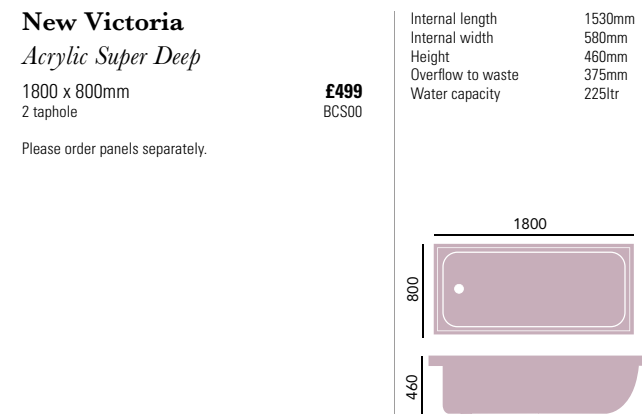 New Victoria
Acrylic Super Deep
1800 x 800mm £499
2 taphole BCS00
Please order panels separately.
Internal length 1530mm
Internal width 580mm
Height 460mm
Overflow to waste 375mm
Water capacity 225ltr
1800
800
460